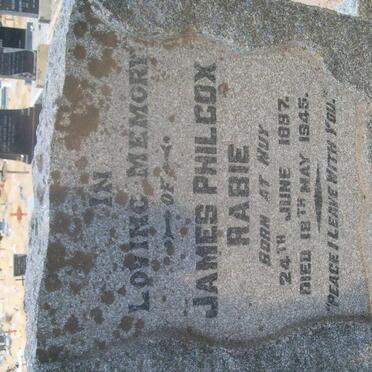 IN
LOVING MEMORY
OF
JAMES PHILCOX
RABIE
BORN AT NUY
24TH JUNE 1887.
DIED 18TH MAY 1945.
"PEACE I LEAVE WITH YOU."